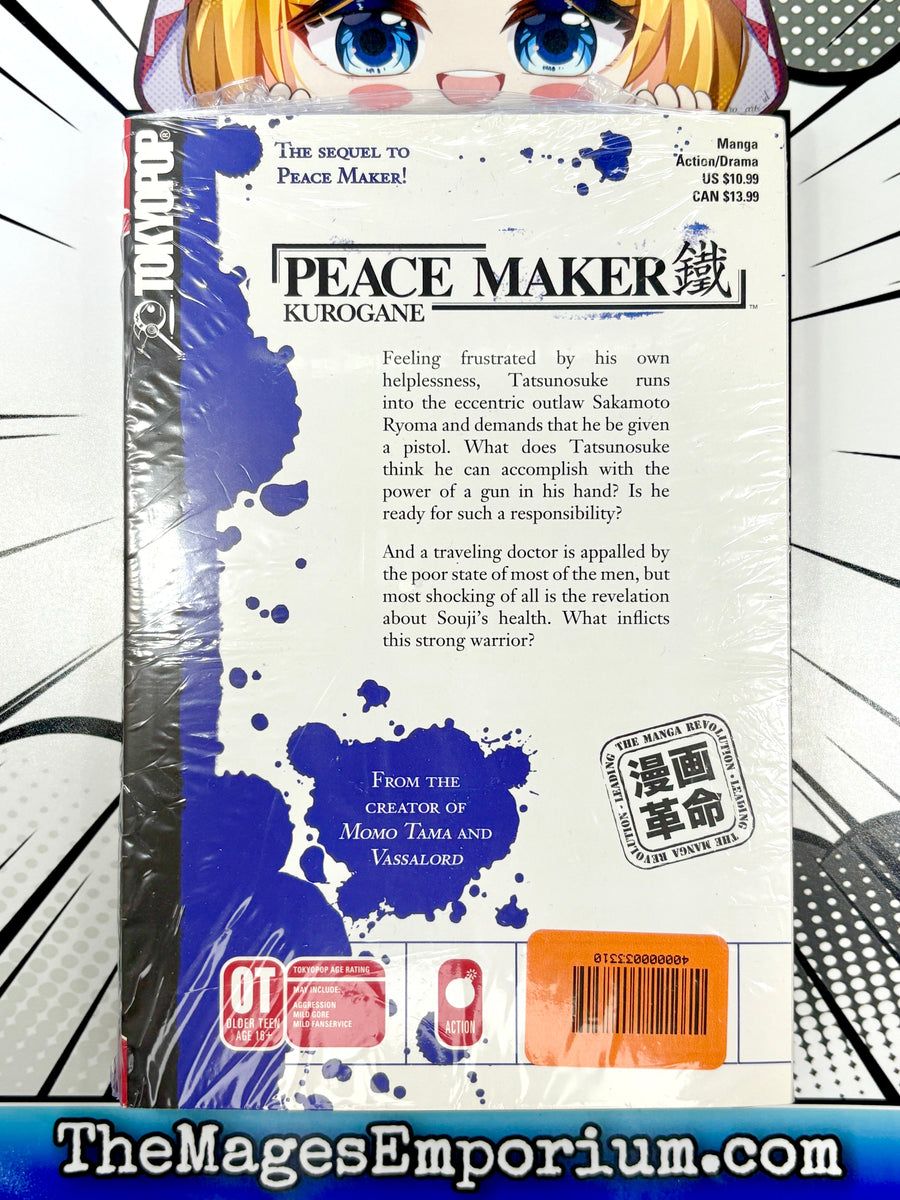 TOKYOPOP®
THE SEQUEL TO
PEACE MAKER!
Manga
Action/Drama
US $10.99
CAN $13.99
PEACE MAKER鐵
KUROGANE
™
Feeling frustrated by his own
helplessness, Tatsunosuke runs
into the eccentric outlaw Sakamoto
Ryoma and demands that he be given
a pistol. What does Tatsunosuke
think he can accomplish with the
power of a gun in his hand? Is he
ready for such a responsibility?
And a traveling doctor is appalled by
the poor state of most of the men, but
most shocking of all is the revelation
about Souji's health. What inflicts
this strong warrior?
FROM THE
CREATOR OF
MOMO TAMA AND
VASSALORD
LEADING THE MANGA REVOLUTION · LEADING THE MANGA REVOLUTION ·
漫画
革命
OT
OLDER TEEN
AGE 16+
TOKYOPOP AGE RATING
MAY INCLUDE:
AGGRESSION
MILD GORE
MILD FANSERVICE
ACTION
4000000333310
TheMagesEmporium.com